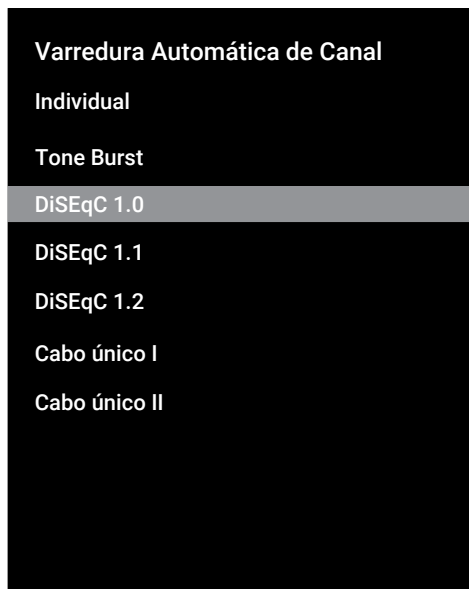 Varredura Automática de Canal
Individual
Tone Burst
DiSEqC 1.0
DiSEqC 1.1
DiSEqC 1.2
Cabo único I
Cabo único II